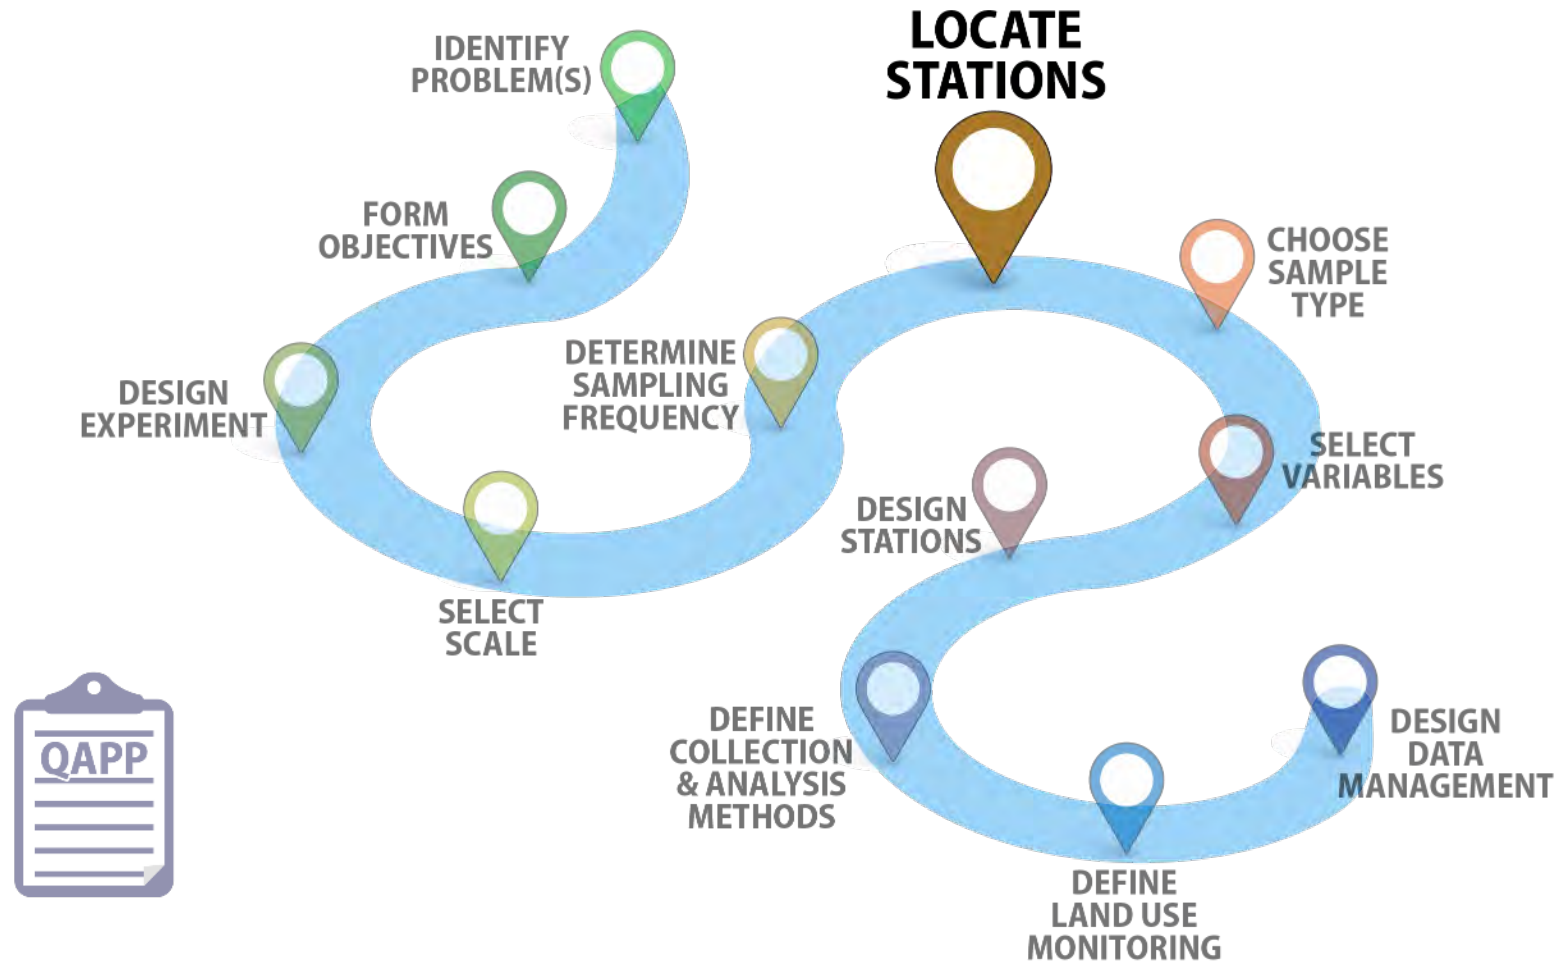 IDENTIFY
PROBLEM(S)
FORM
OBJECTIVES
DESIGN
EXPERIMENT
SELECT
SCALE
DETERMINE
SAMPLING
FREQUENCY
LOCATE
STATIONS
CHOOSE
SAMPLE
TYPE
SELECT
VARIABLES
DESIGN
STATIONS
DEFINE
COLLECTION
& ANALYSIS
METHODS
DEFINE
LAND USE
MONITORING
DESIGN
DATA
MANAGEMENT
QAPP